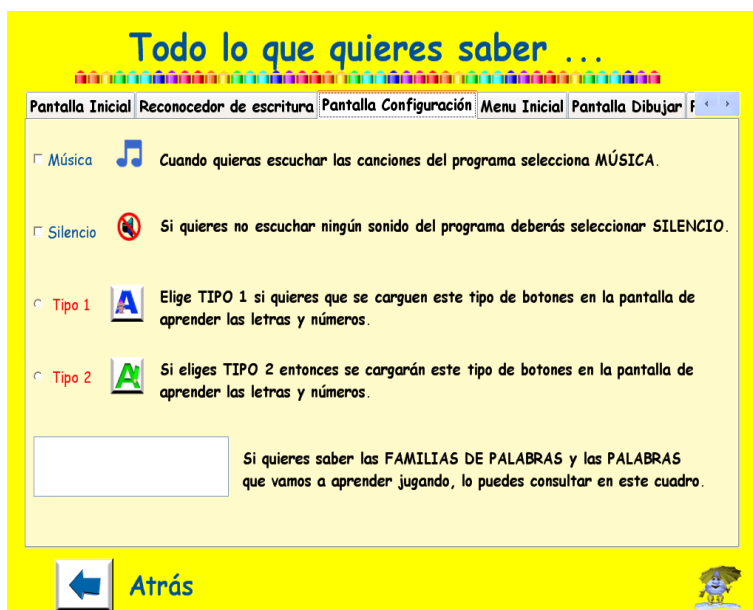 Todo lo que quieres saber ...
Pantalla Inicial Reconocedor de escritura Pantalla Configuración Menu Inicial Pantalla Dibujar
Música Cuando quieras escuchar las canciones del programa selecciona MÚSICA.
Silencio Si quieres no escuchar ningún sonido del programa deberás seleccionar SILENCIO.
Tipo 1 A Elige TIPO 1 si quieres que se carguen este tipo de botones en la pantalla de
aprender las letras y números.
Tipo 2 A Si eliges TIPO 2 entonces se cargarán este tipo de botones en la pantalla de
aprender las letras y números.
Si quieres saber las FAMILIAS DE PALABRAS y las PALABRAS
que vamos a aprender jugando, lo puedes consultar en este cuadro.
Atrás